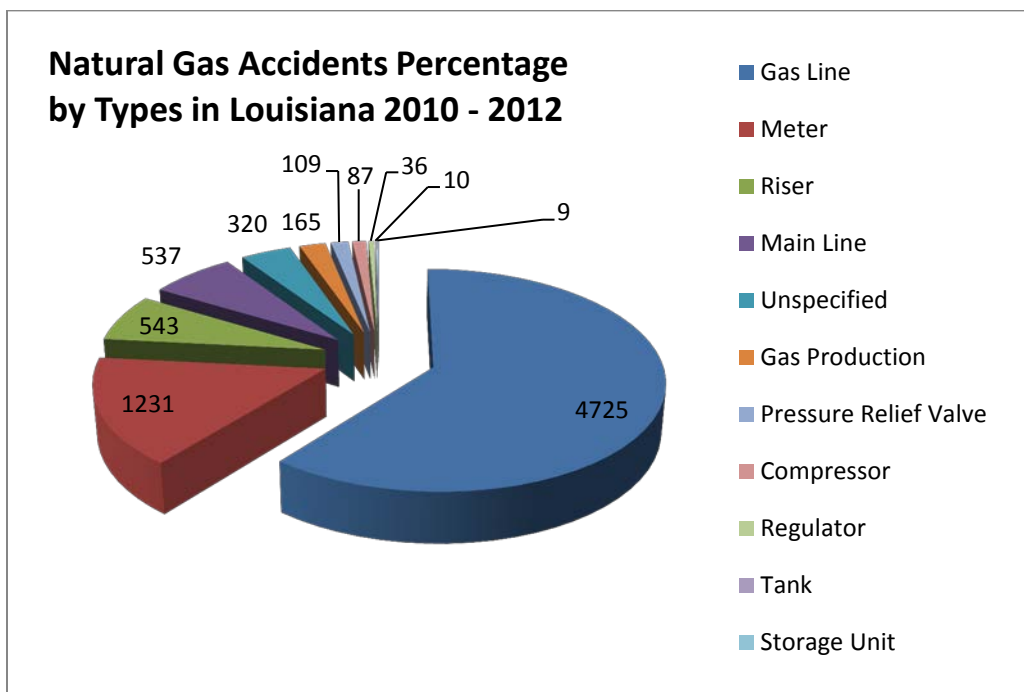 Natural Gas Accidents Percentage
by Types in Louisiana 2010 - 2012
109
87
36
10
9
165
320
537
543
1231
4725
Gas Line
Meter
Riser
Main Line
Unspecified
Gas Production
Pressure Relief Valve
Compressor
Regulator
Tank
Storage Unit